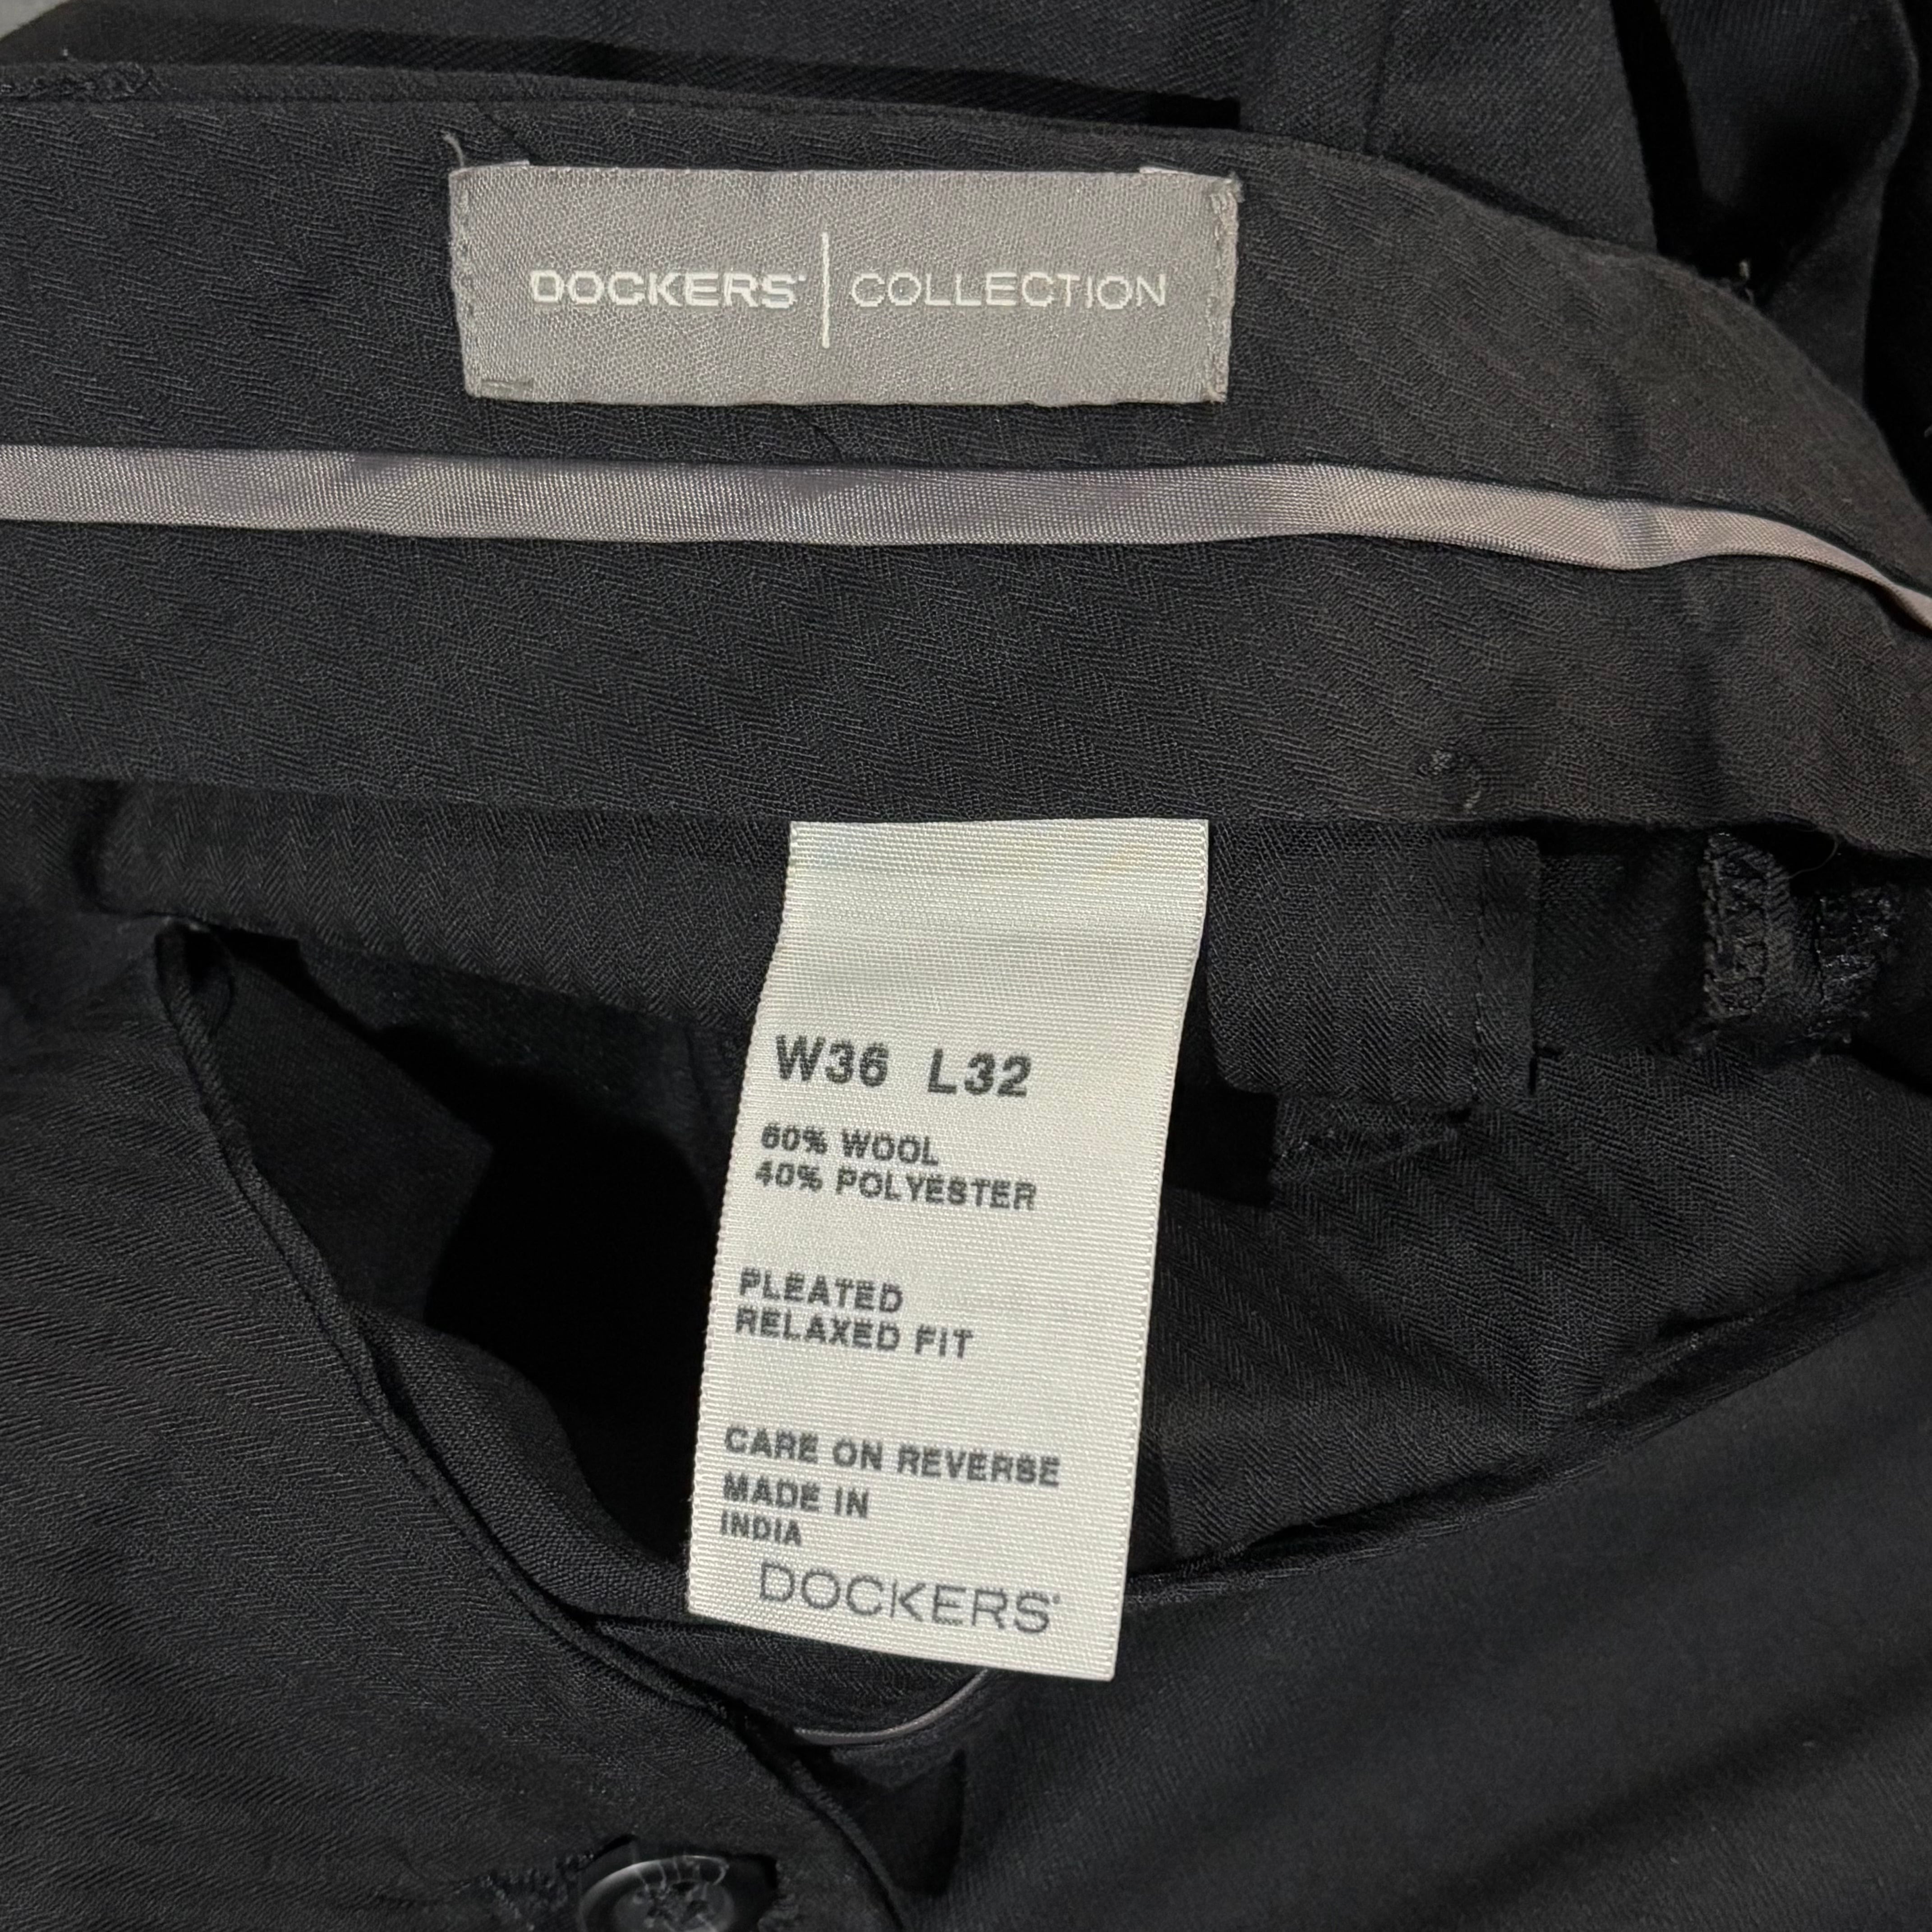 DOCKERS® | COLLECTION
W36 L32
60% WOOL
40% POLYESTER
PLEATED
RELAXED FIT
CARE ON REVERSE
MADE IN
INDIA
DOCKERS®